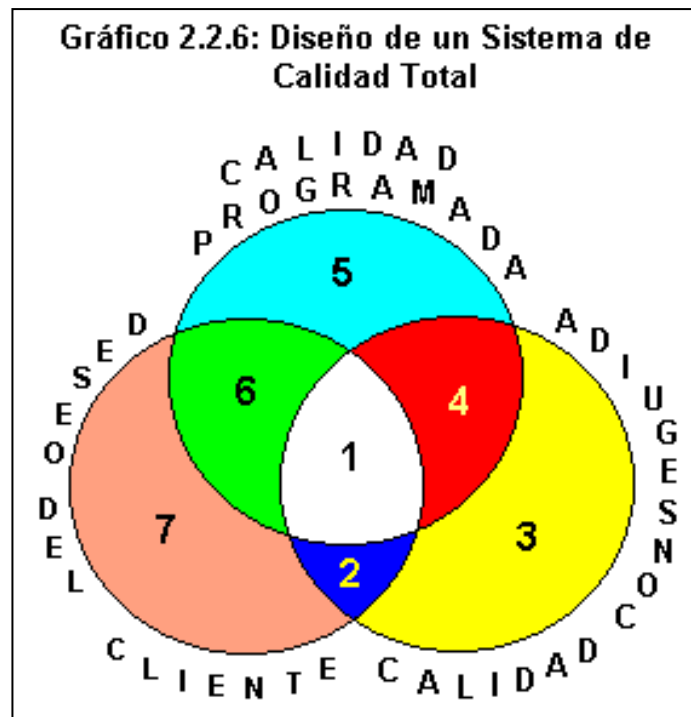 Gráfico 2.2.6: Diseño de un Sistema de
Calidad Total
CALIDAD
PROGRAMADA
DESEO DEL CLIENTE
CALIDAD CONSEGUIDA
5
6
4
1
7
3
2